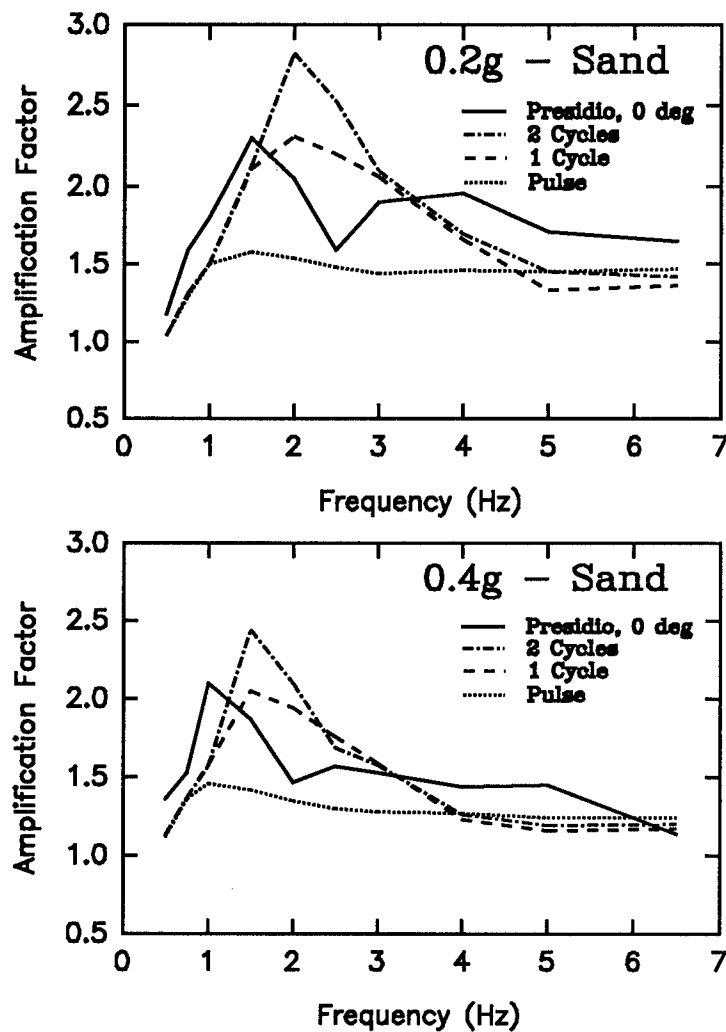 3.0
0.2g – Sand
2.5
Presidio, 0 deg
2 Cycles
1 Cycle
Pulse
2.0
1.5
1.0
0.5
Amplification Factor
0 1 2 3 4 5 6 7
Frequency (Hz)
3.0
0.4g – Sand
2.5
Presidio, 0 deg
2 Cycles
1 Cycle
Pulse
2.0
1.5
1.0
0.5
Amplification Factor
0 1 2 3 4 5 6 7
Frequency (Hz)